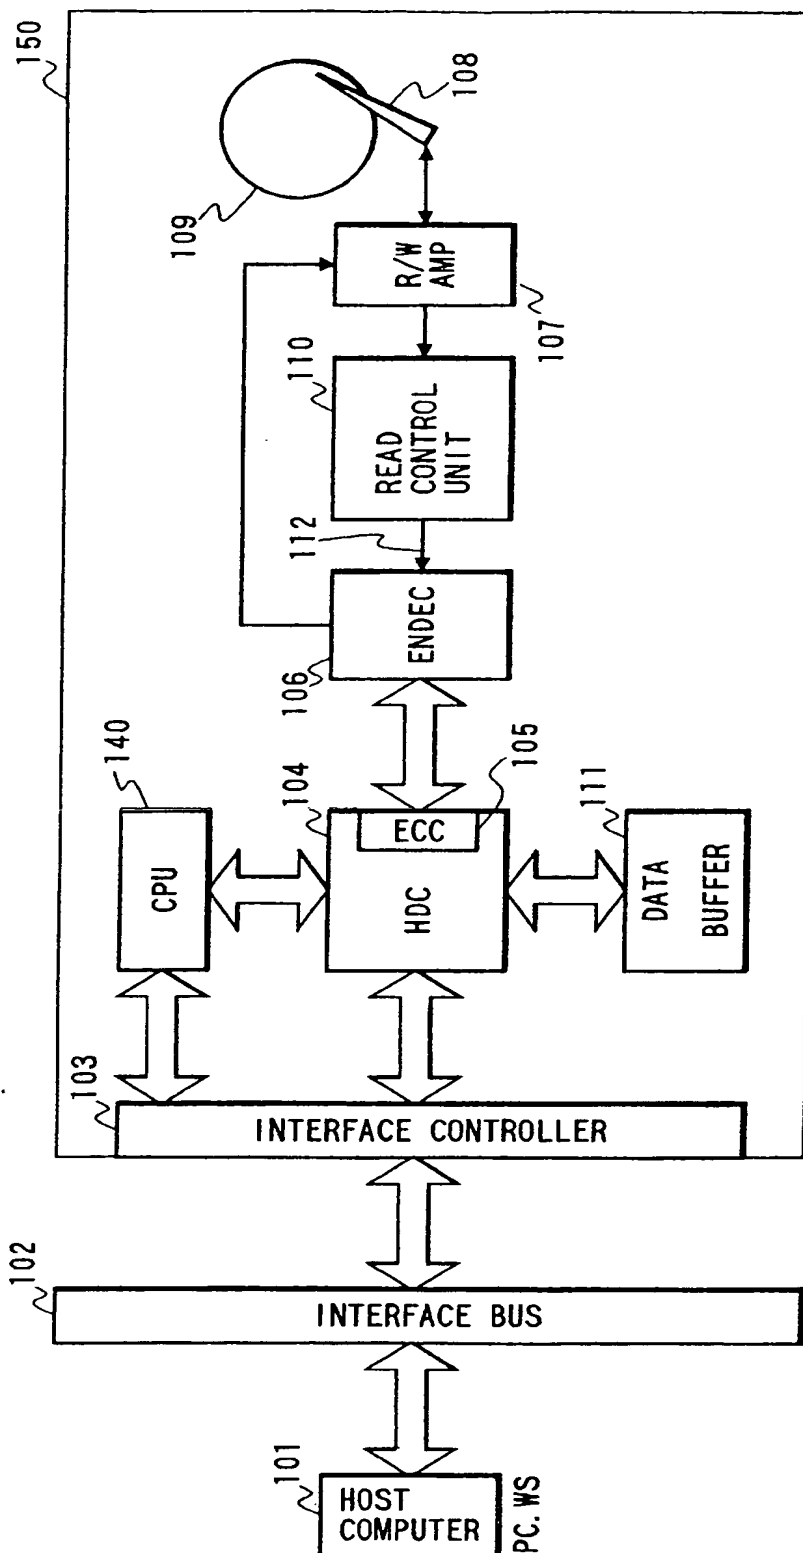 150
109
108
R/W
AMP
107
110
READ
CONTROL
UNIT
112
ENDEC
106
140
CPU
104
ECC
105
HDC
111
DATA
BUFFER
103
INTERFACE CONTROLLER
102
INTERFACE BUS
101
HOST
COMPUTER
PC. WS